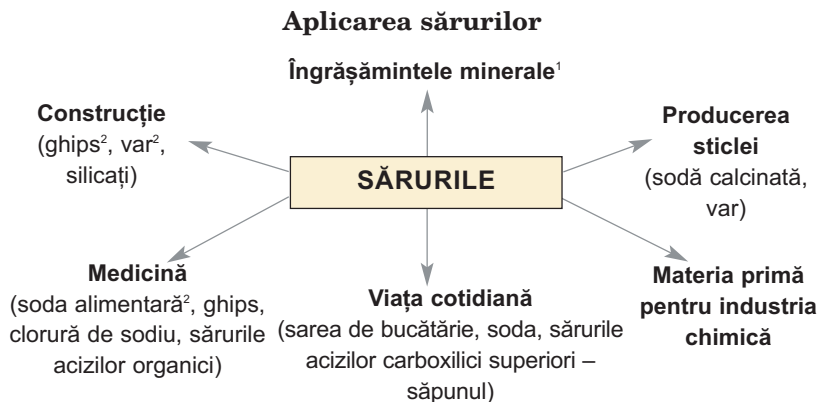 Aplicarea sărurilor
Îngrășămintele minerale¹
Construcție
(ghips², var²,
silicați)
Producerea
sticlei
(sodă calcinată,
var)
SĂRURILE
Medicină
(soda alimentară², ghips,
clorură de sodiu, sărurile
acizilor organici)
Viața cotidiană
(sarea de bucătărie, soda, sărurile
acizilor carboxilici superiori –
săpunul)
Materia primă
pentru industria
chimică